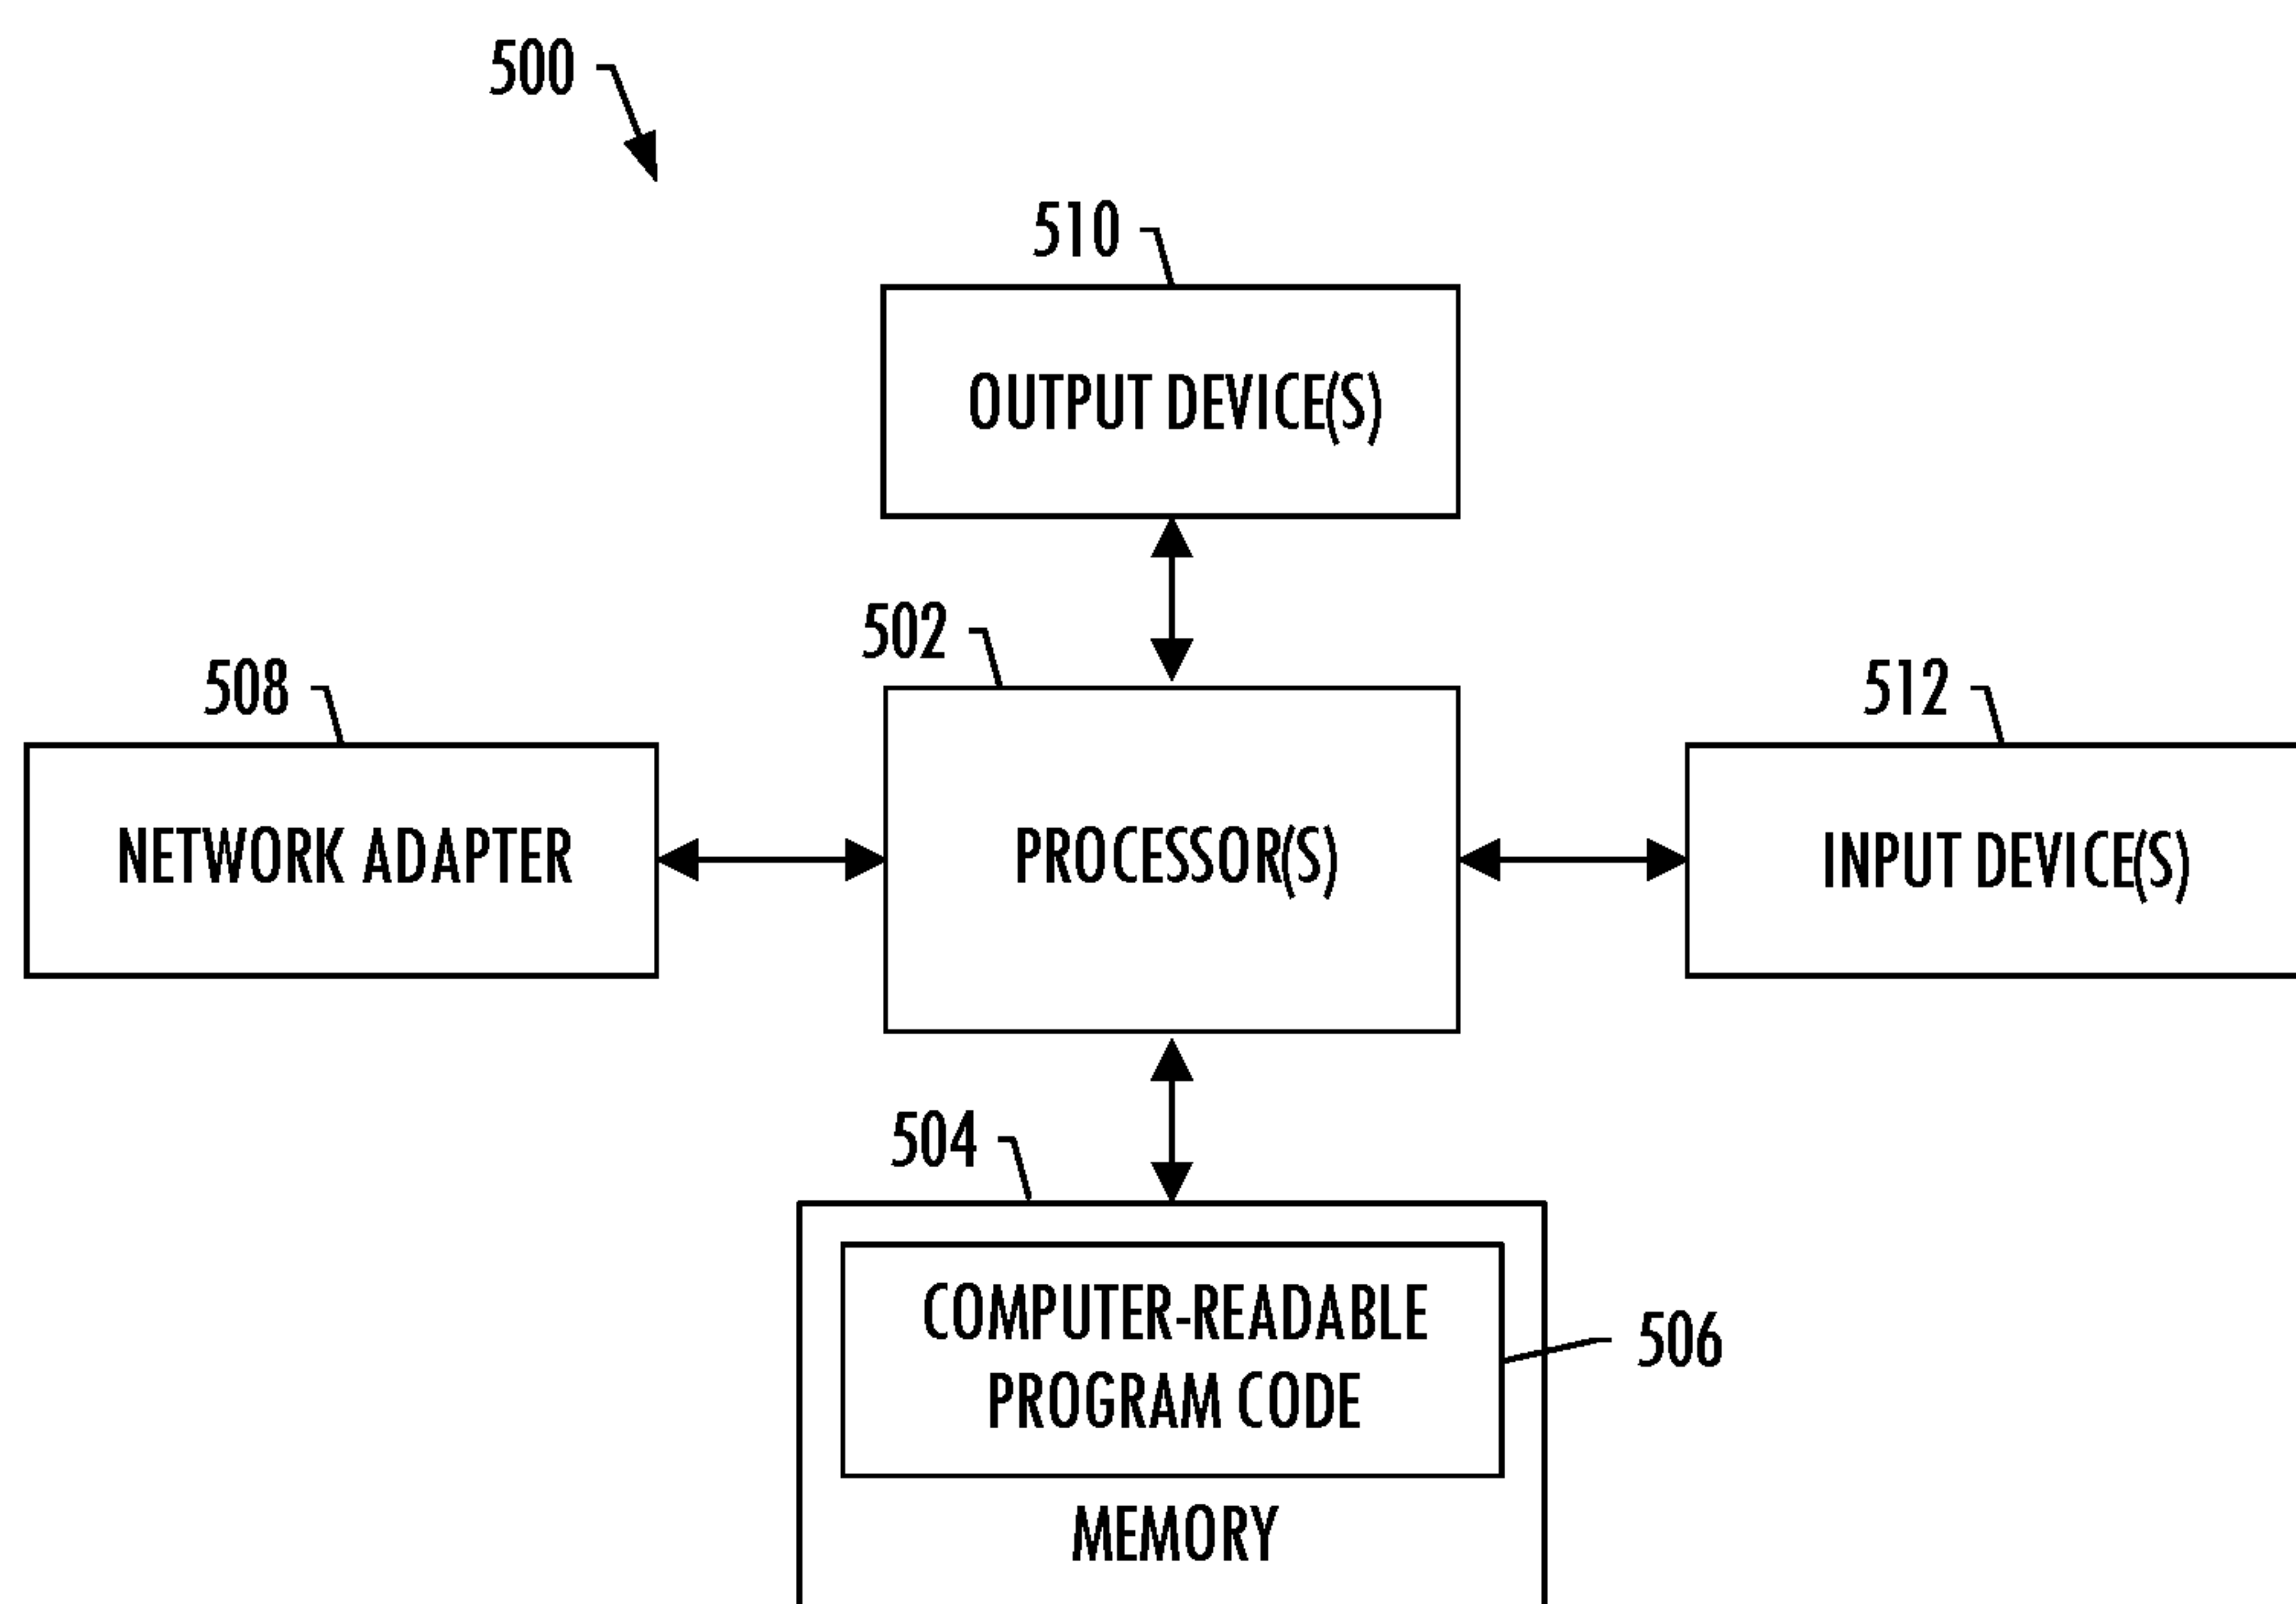 500
510
OUTPUT DEVICE(S)
502
508
512
NETWORK ADAPTER
PROCESSOR(S)
INPUT DEVICE(S)
504
COMPUTER-READABLE
PROGRAM CODE
506
MEMORY